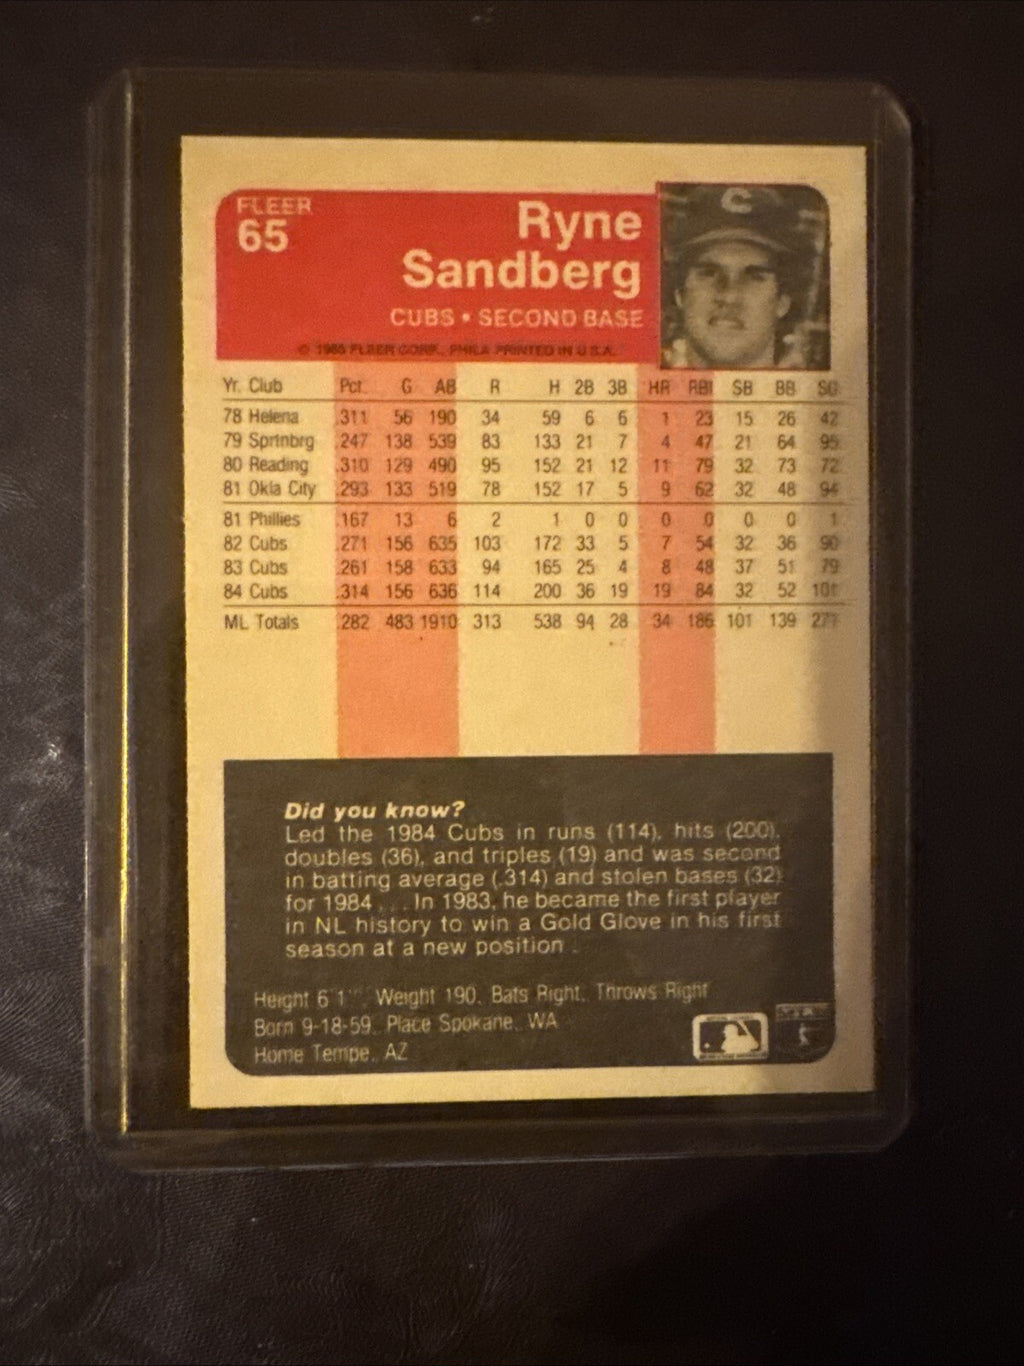 FLEER
65
Ryne
Sandberg
CUBS • SECOND BASE
© 1985 FLEER CORP., PHILA PRINTED IN U.S.A.
Yr. Club Pct. G AB R H 2B 3B HR RBI SB BB SO
78 Helena .311 56 190 34 59 6 6 1 23 15 26 42
79 Sprtnbrg .247 138 539 83 133 21 7 4 47 21 64 95
80 Reading .310 129 490 95 152 21 12 11 79 32 73 72
81 Okla City .293 133 519 78 152 17 5 9 62 32 48 94
81 Phillies .167 13 6 2 1 0 0 0 0 0 0 1
82 Cubs .271 156 635 103 172 33 5 7 54 32 36 90
83 Cubs .261 158 633 94 165 25 4 8 48 37 51 79
84 Cubs .314 156 636 114 200 36 19 19 84 32 52 101
ML Totals .282 483 1910 313 538 94 28 34 186 101 139 271
Did you know?
Led the 1984 Cubs in runs (114), hits (200),
doubles (36), and triples (19) and was second
in batting average (.314) and stolen bases (32)
for 1984 . . . In 1983, he became the first player
in NL history to win a Gold Glove in his first
season at a new position .
Height 6'1", Weight 190, Bats Right, Throws Right
Born 9-18-59, Place Spokane, WA
Home Tempe, AZ